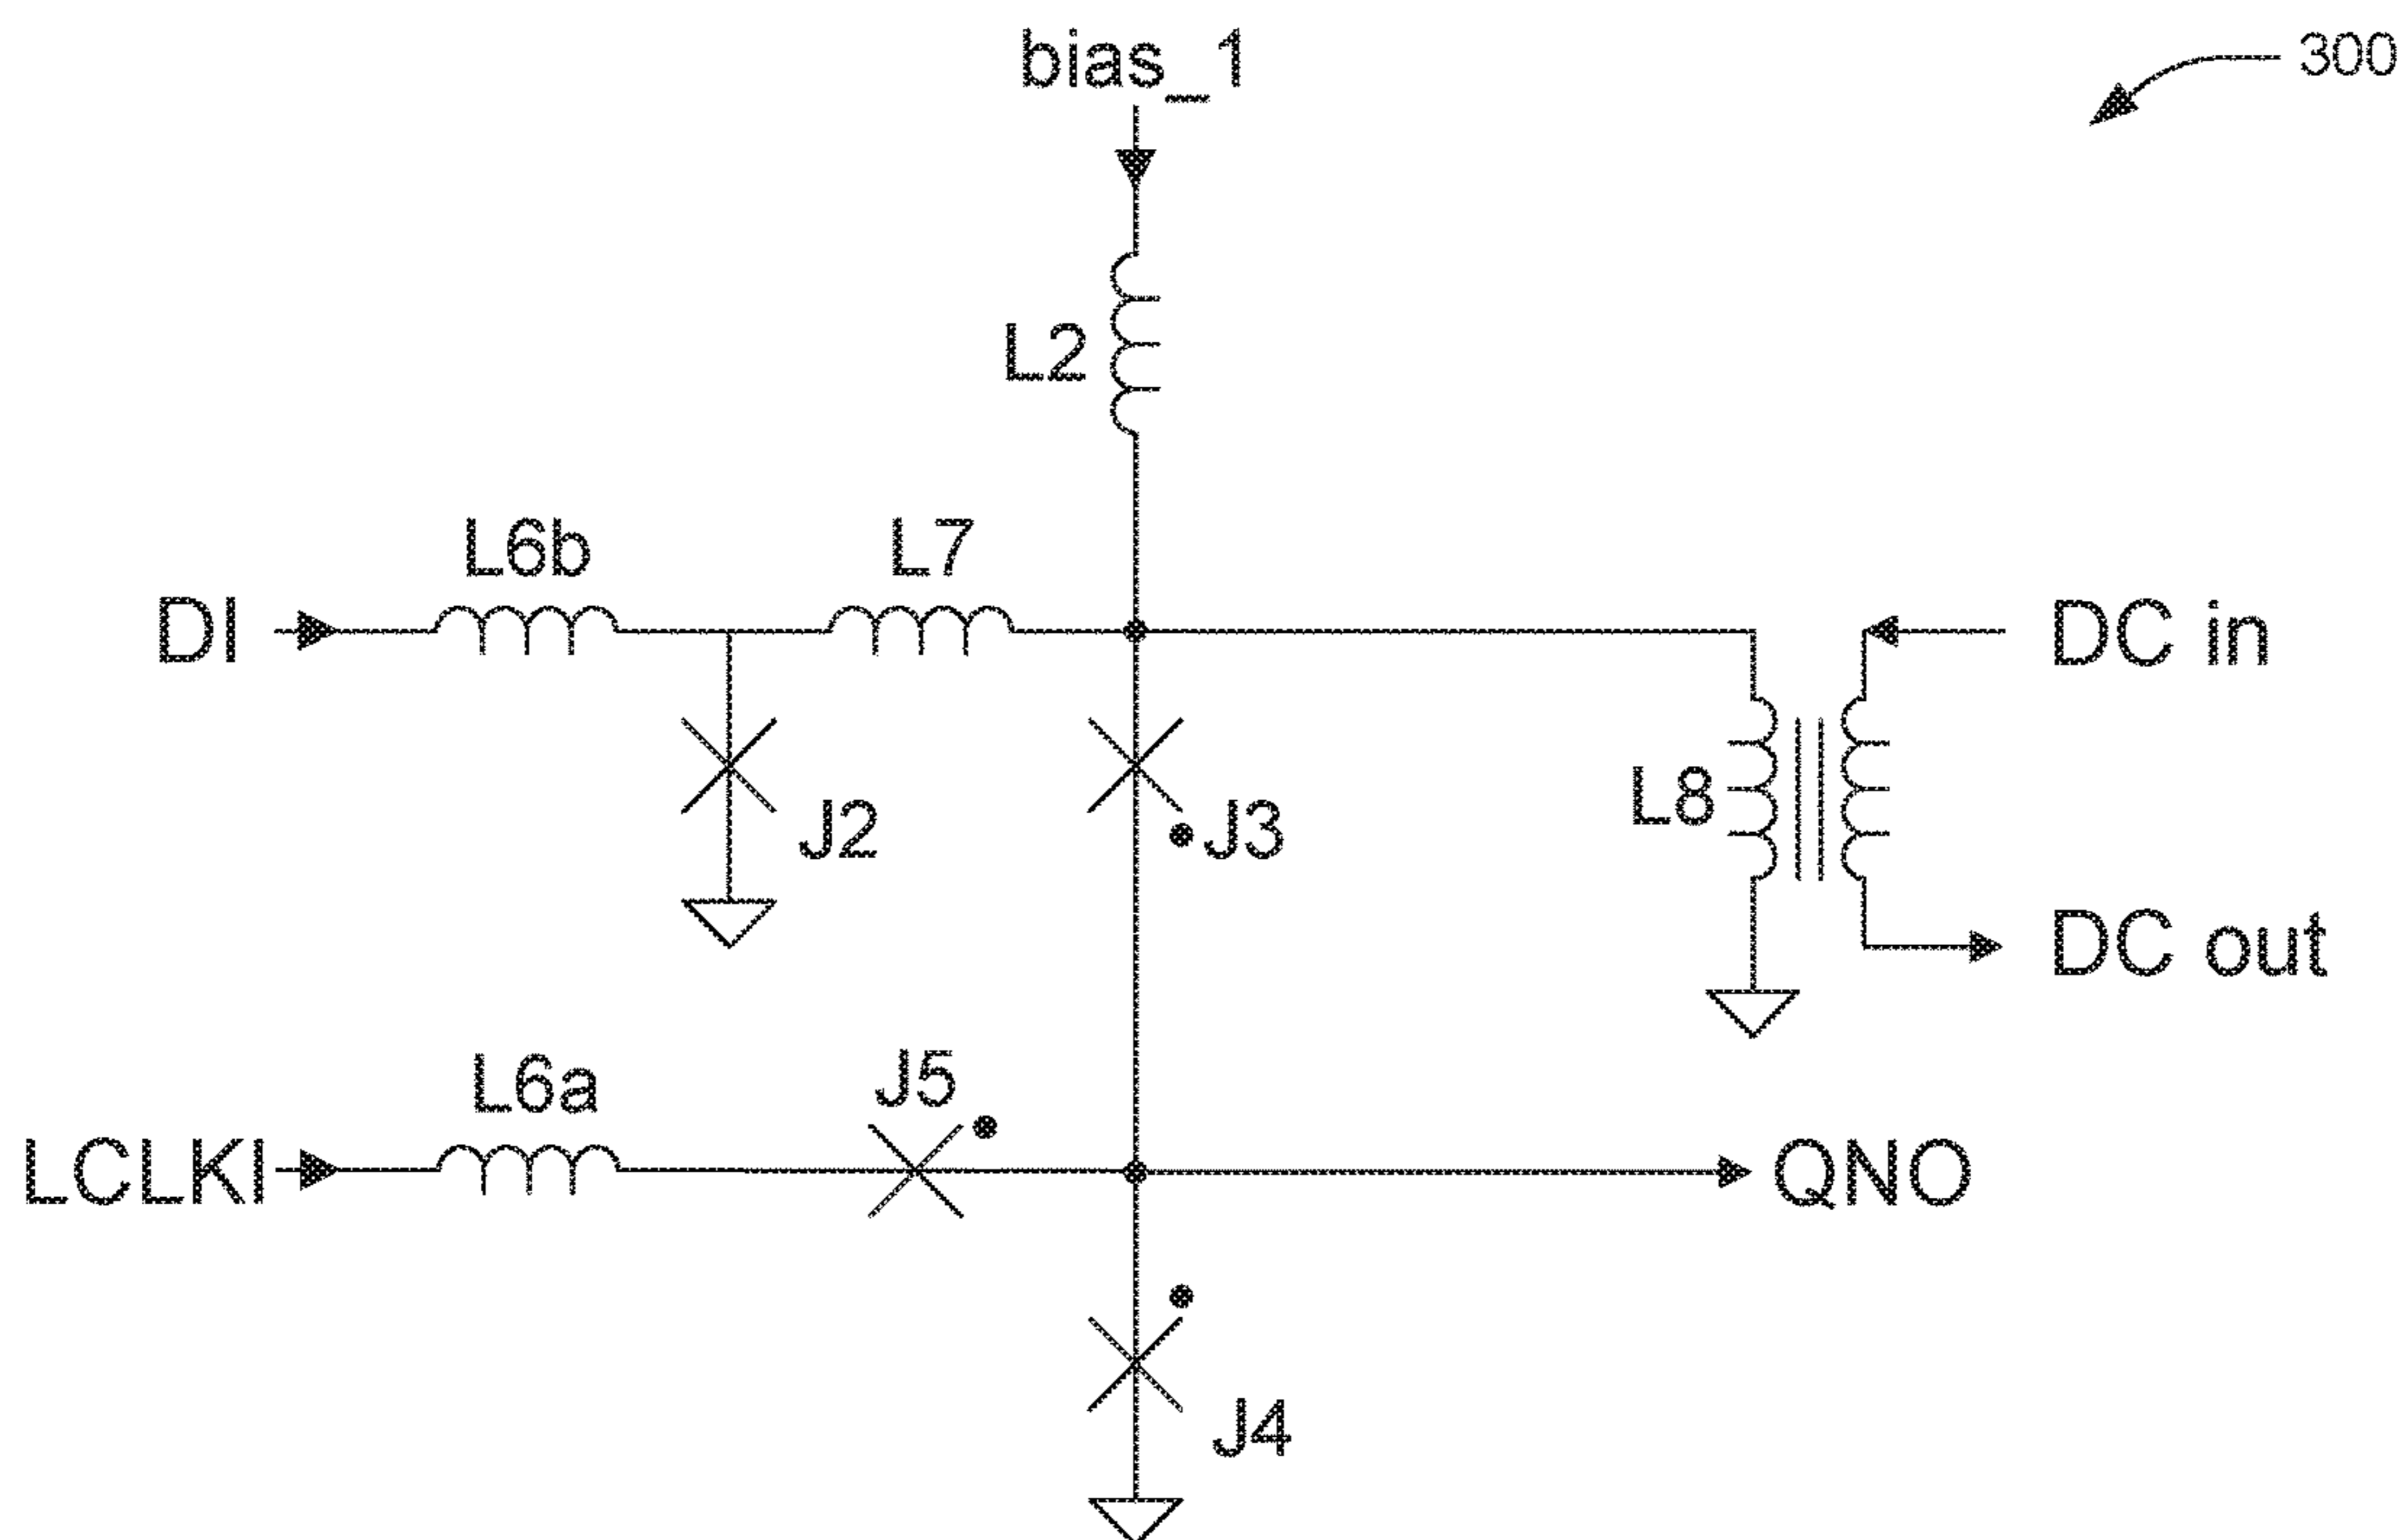 bias_1
300
L2
L6b
L7
DI
DC in
J2
J3
L8
DC out
L6a
J5
LCLKI
QNO
J4